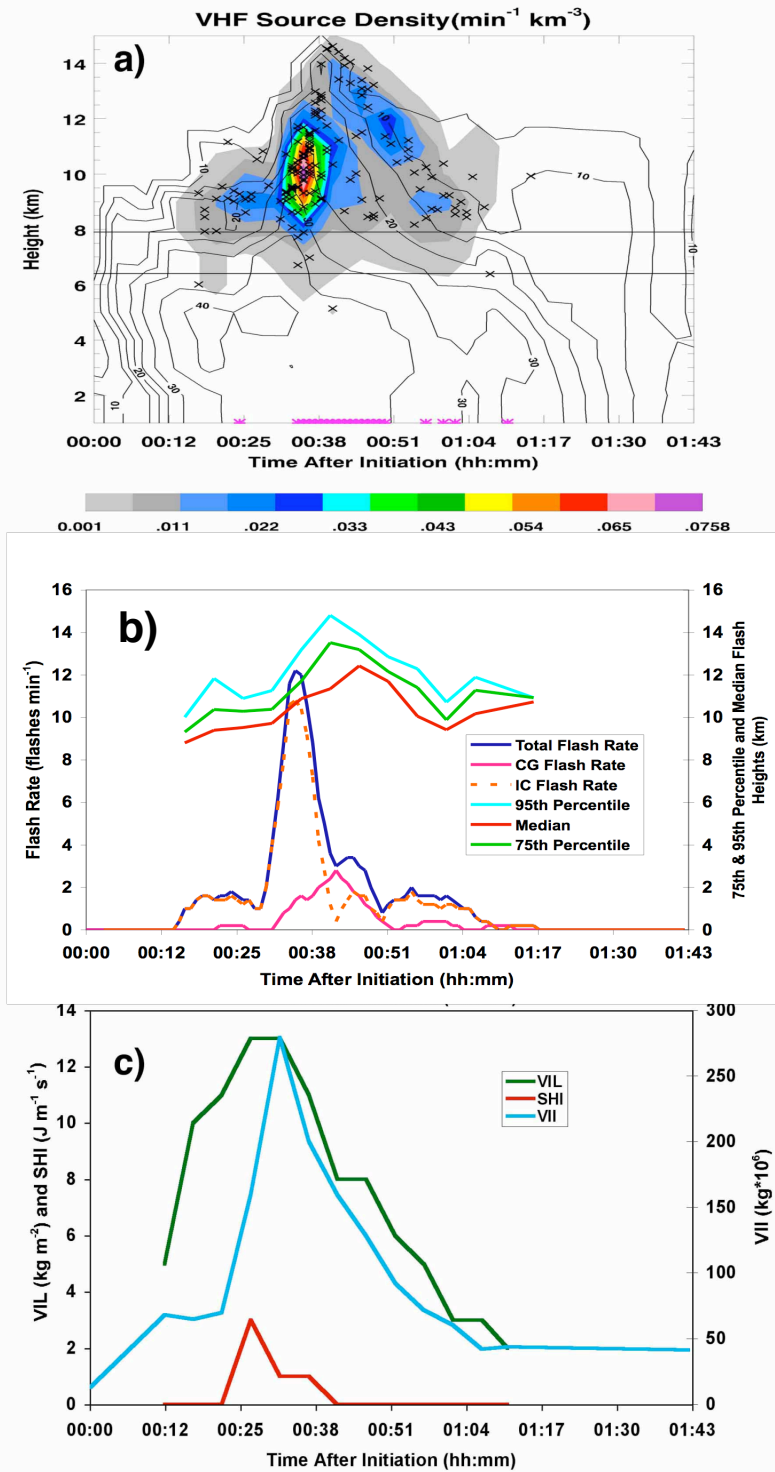 VHF Source Density(min⁻¹ km⁻³)
a)
14
12
10
8
6
4
2
Height (km)
10
20
0
20
10
10
40
30
20
30
10
30
10
00:00 00:12 00:25 00:38 00:51 01:04 01:17 01:30 01:43
Time After Initiation (hh:mm)
0.001 .011 .022 .033 .043 .054 .065 .0758
b)
16
14
12
10
8
6
4
2
0
Flash Rate (flashes min⁻¹)
Total Flash Rate
CG Flash Rate
IC Flash Rate
95th Percentile
Median
75th Percentile
16
14
12
10
8
6
4
2
0
75th & 95th Percentile and Median Flash
Heights (km)
00:00 00:12 00:25 00:38 00:51 01:04 01:17 01:30 01:43
Time After Initiation (hh:mm)
c)
14
12
10
8
6
4
2
0
VIL (kg m⁻²) and SHI (J m⁻¹ s⁻¹)
VIL
SHI
VII
300
250
200
150
100
50
0
VII (kg*10⁶)
00:00 00:12 00:25 00:38 00:51 01:04 01:17 01:30 01:43
Time After Initiation (hh:mm)